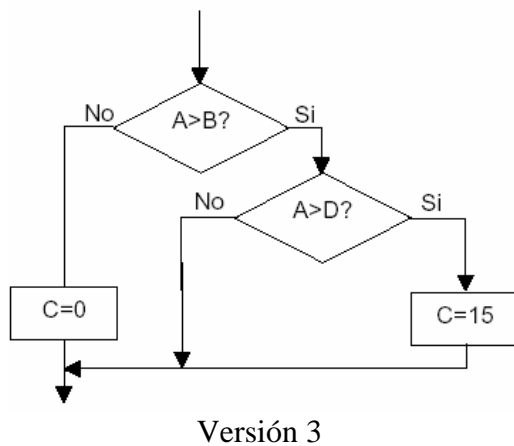 A>B?
No
Si
A>D?
No
Si
C=0
C=15
Versión 3